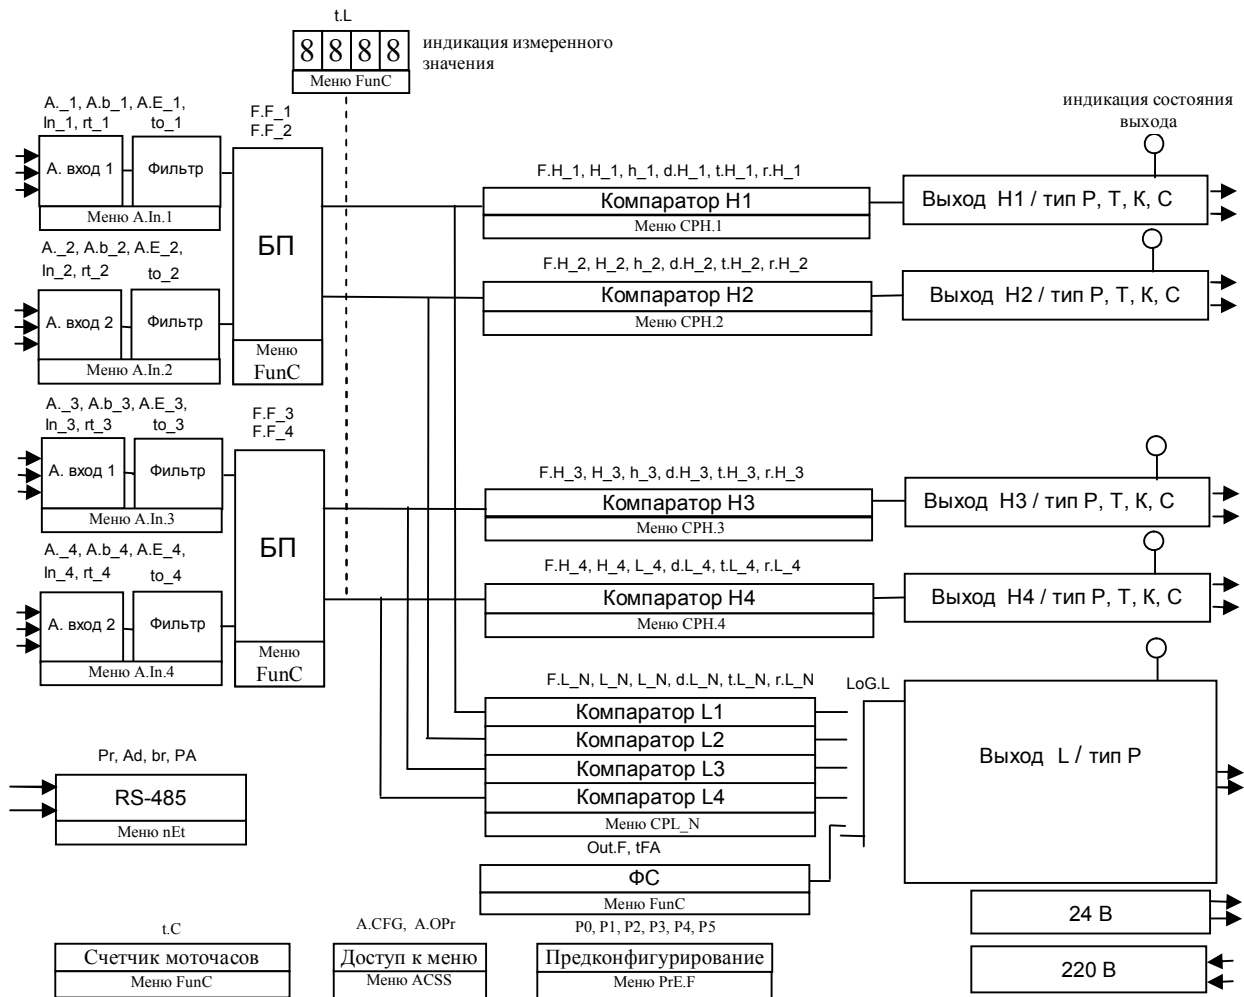 t.L
8 8 8 8
Меню FunC
индикация измеренного
значения
A._1, A.b_1, A.E_1,
In_1, rt_1 to_1
А. вход 1
Фильтр
Меню A.In.1
F.F_1
F.F_2
A._2, A.b_2, A.E_2,
In_2, rt_2 to_2
А. вход 2
Фильтр
Меню A.In.2
БП
Меню
FunC
F.H_1, H_1, h_1, d.H_1, t.H_1, r.H_1
Компаратор H1
Меню CPH.1
индикация состояния
выхода
Выход H1 / тип Р, Т, К, С
F.H_2, H_2, h_2, d.H_2, t.H_2, r.H_2
Компаратор H2
Меню CPH.2
Выход H2 / тип Р, Т, К, С
A._3, A.b_3, A.E_3,
In_3, rt_3 to_3
А. вход 1
Фильтр
Меню A.In.3
F.F_3
F.F_4
A._4, A.b_4, A.E_4,
In_4, rt_4 to_4
А. вход 2
Фильтр
Меню A.In.4
БП
Меню
FunC
F.H_3, H_3, h_3, d.H_3, t.H_3, r.H_3
Компаратор H3
Меню CPH.3
Выход H3 / тип Р, Т, К, С
F.H_4, H_4, L_4, d.L_4, t.L_4, r.L_4
Компаратор H4
Меню CPH.4
Выход H4 / тип Р, Т, К, С
F.L_N, L_N, L_N, d.L_N, t.L_N, r.L_N
Компаратор L1
Компаратор L2
Компаратор L3
Компаратор L4
Меню CPL_N
LoG.L
Выход L / тип Р
Pr, Ad, br, PA
RS-485
Меню nEt
Out.F, tFA
ФС
Меню FunC
24 В
220 В
t.C
Счетчик моточасов
Меню FunC
A.CFG, A.OPr
Доступ к меню
Меню ACSS
P0, P1, P2, P3, P4, P5
Предконфигурирование
Меню PrE.F